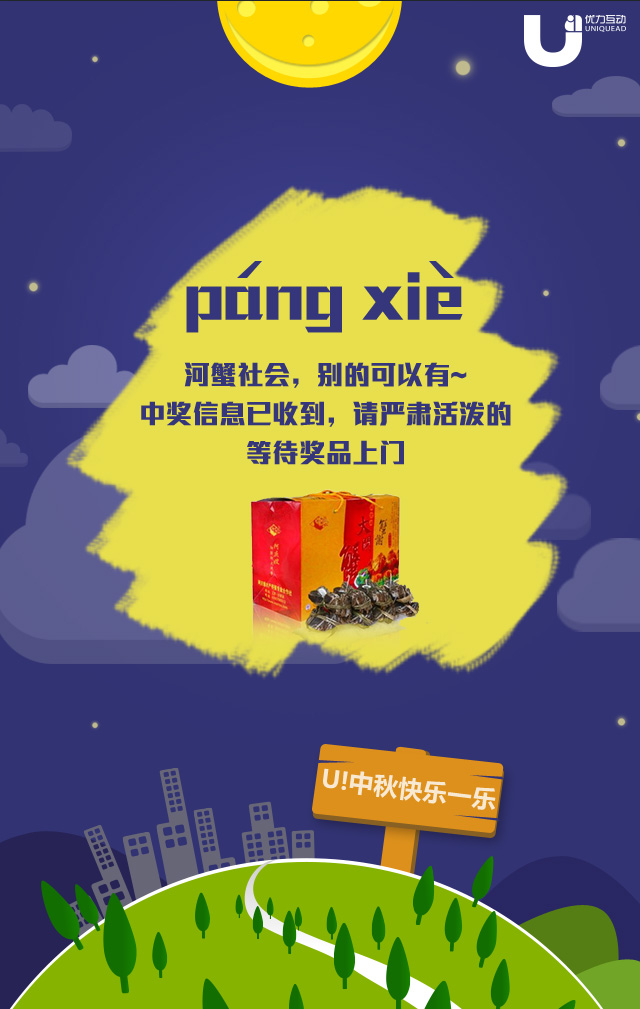 优力互动
UNIQUEAD
páng xiè
河蟹社会，别的可以有~
中奖信息已收到，请严肃活泼的
等待奖品上门
U!中秋快乐一乐